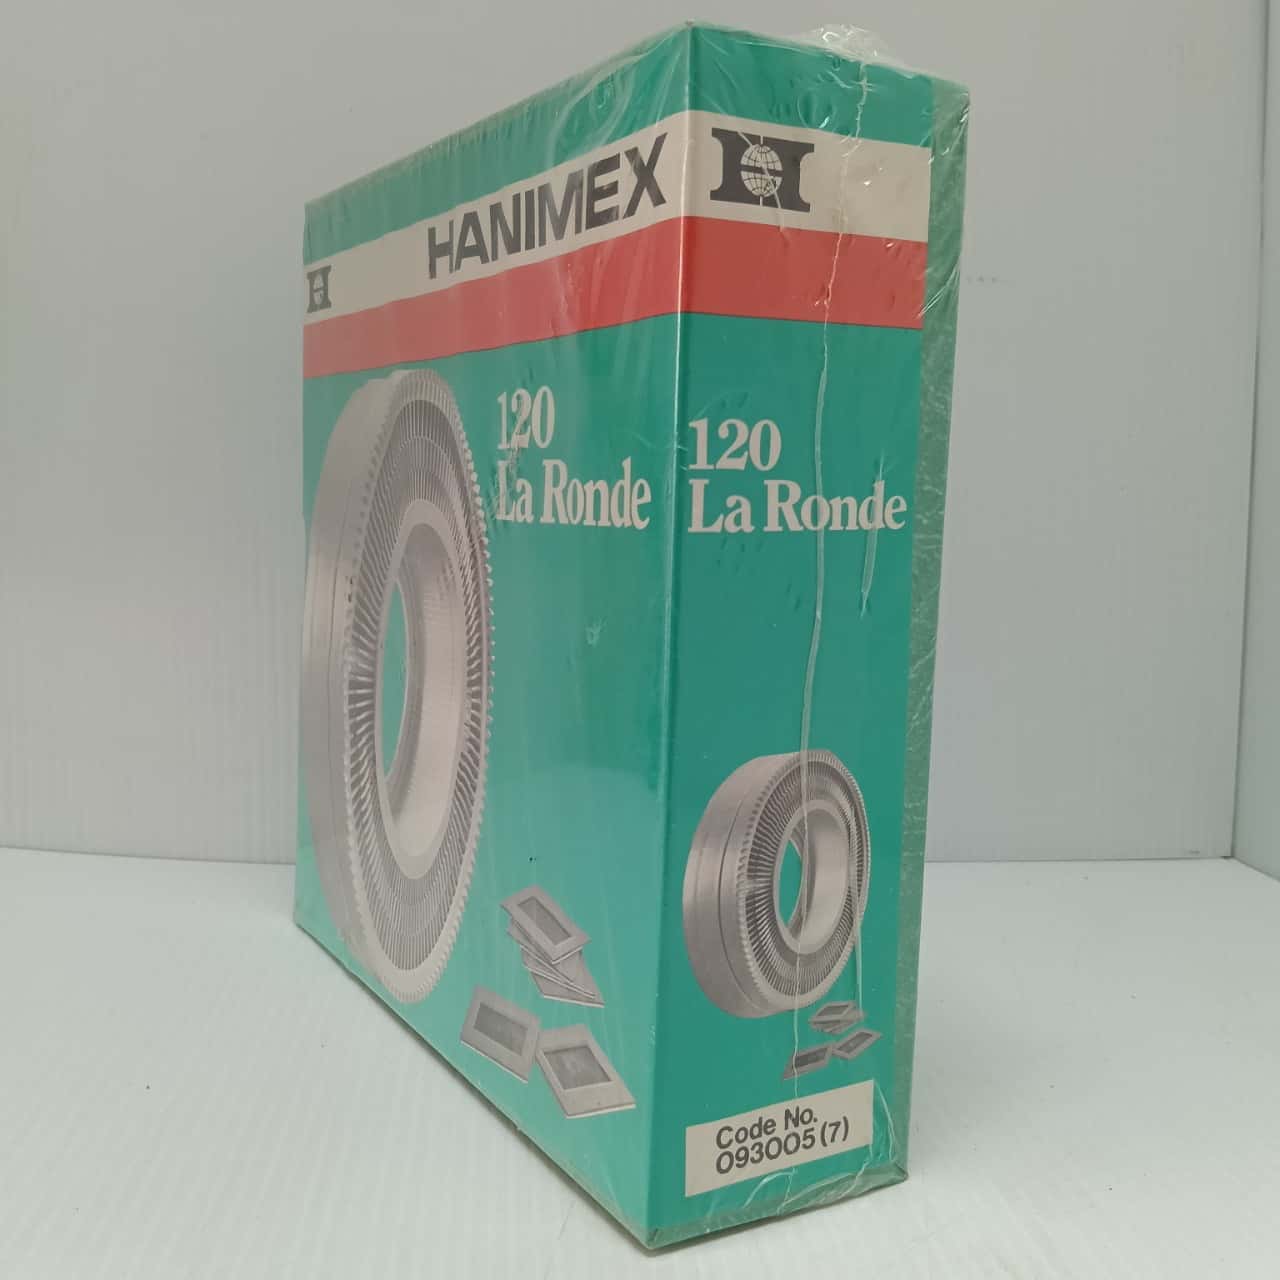 HANIMEX
120
La Ronde
120
La Ronde
Code No.
093005 (7)